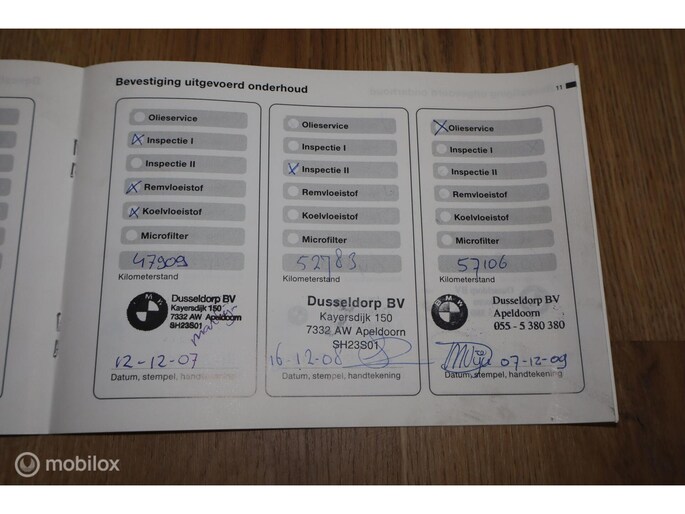 Bevestiging uitgevoerd onderhoud
11
Olieservice
X Inspectie I
Inspectie II
X Remvloeistof
X Koelvloeistof
Microfilter
47909
Kilometerstand
BMW
Dusseldorp BV
Kayersdijk 150
7332 AW Apeldoorn
SH23S01
12-12-07
Datum, stempel, handtekening
Olieservice
Inspectie I
X Inspectie II
Remvloeistof
Koelvloeistof
Microfilter
52783
Kilometerstand
Dusseldorp BV
Kayersdijk 150
7332 AW Apeldoorn
SH23S01
16-12-08
Datum, stempel, handtekening
X Olieservice
Inspectie I
Inspectie II
Remvloeistof
Koelvloeistof
Microfilter
57106
Kilometerstand
BMW
Dusseldorp BV
Apeldoorn
055 - 5 380 380
07-12-09
Datum, stempel, handtekening
mobilox